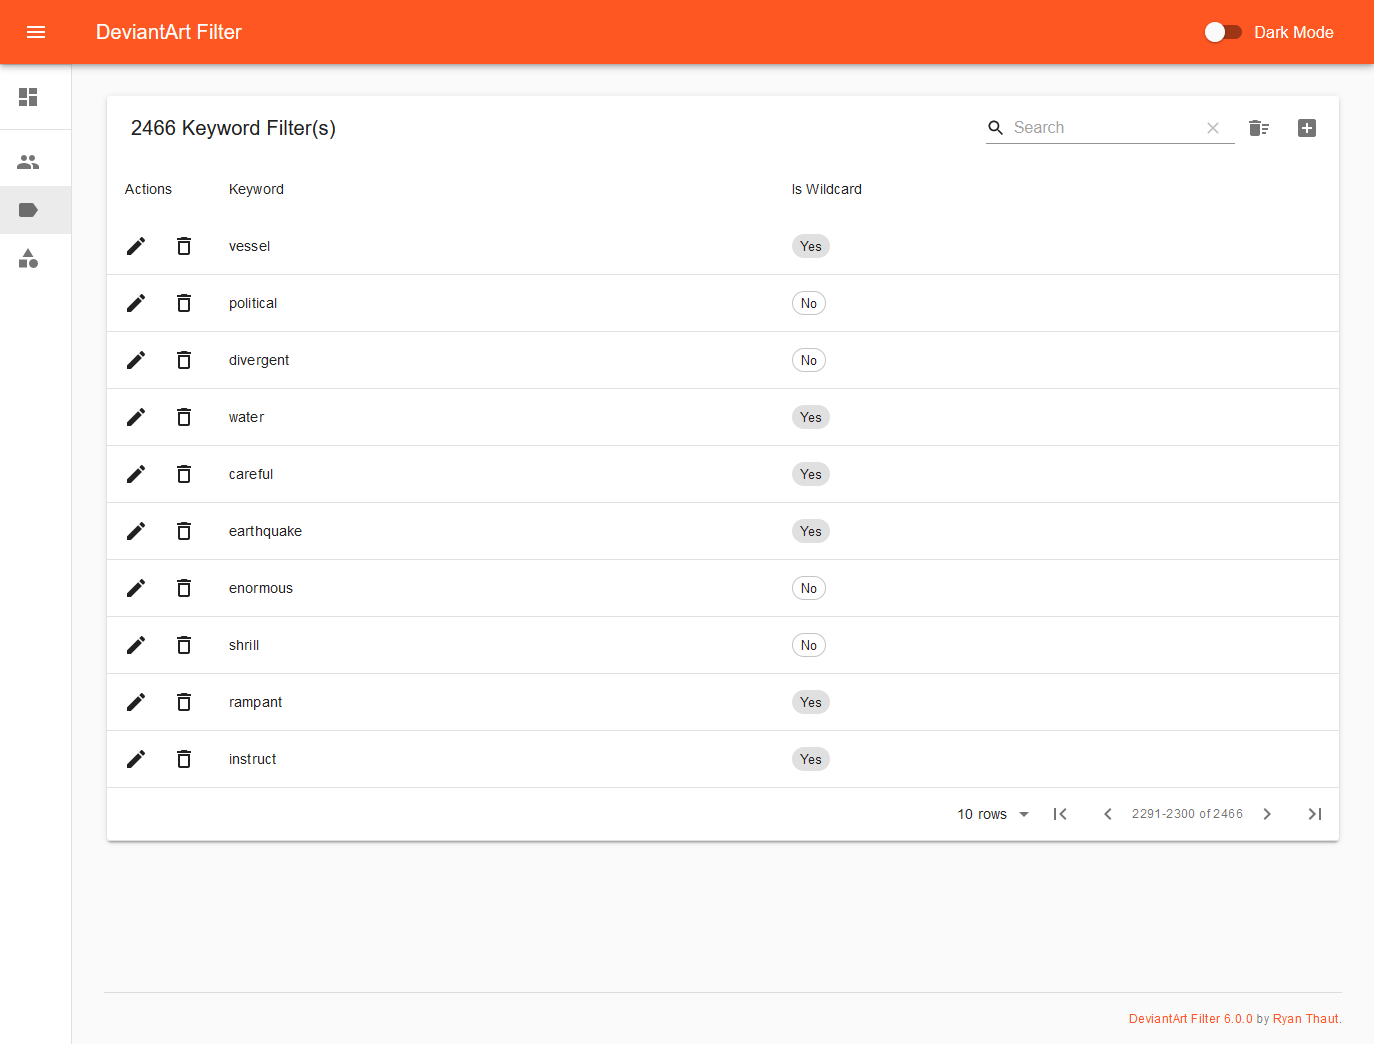 DeviantArt Filter
Dark Mode
2466 Keyword Filter(s)
Search
Actions Keyword Is Wildcard
vessel Yes
political No
divergent No
water Yes
careful Yes
earthquake Yes
enormous No
shrill No
rampant Yes
instruct Yes
10 rows 2291-2300 of 2466
DeviantArt Filter 6.0.0 by Ryan Thaut.